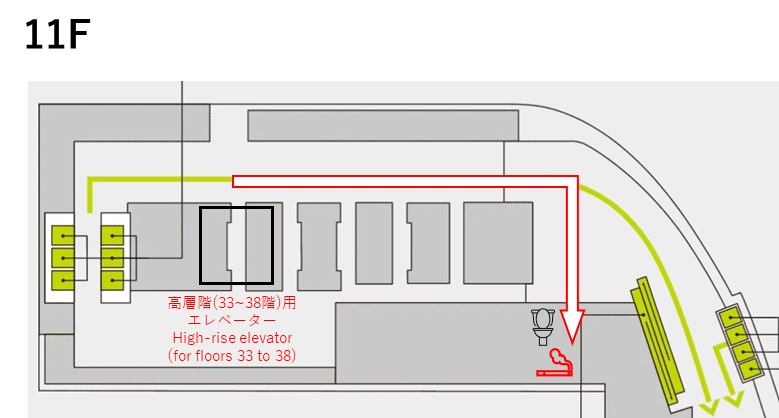 11F
高層階(33~38階)用
エレベーター
High-rise elevator
(for floors 33 to 38)